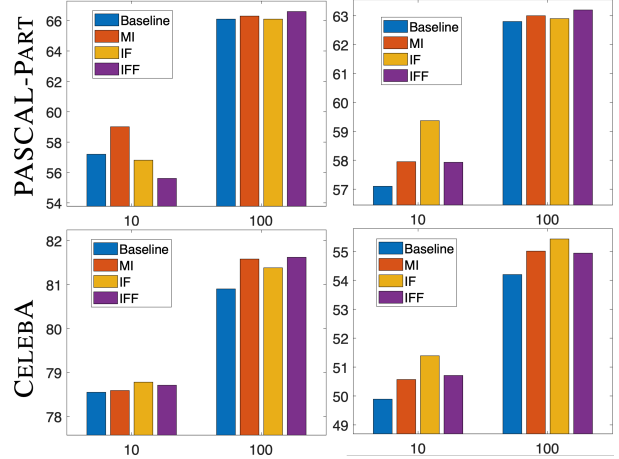 PASCAL-PART
66
64
62
60
58
56
54
Baseline
MI
IF
IFF
10
100
63
62
61
60
59
58
57
Baseline
MI
IF
IFF
10
100
CELEBA
82
81
80
79
78
Baseline
MI
IF
IFF
10
100
55
54
53
52
51
50
49
Baseline
MI
IF
IFF
10
100